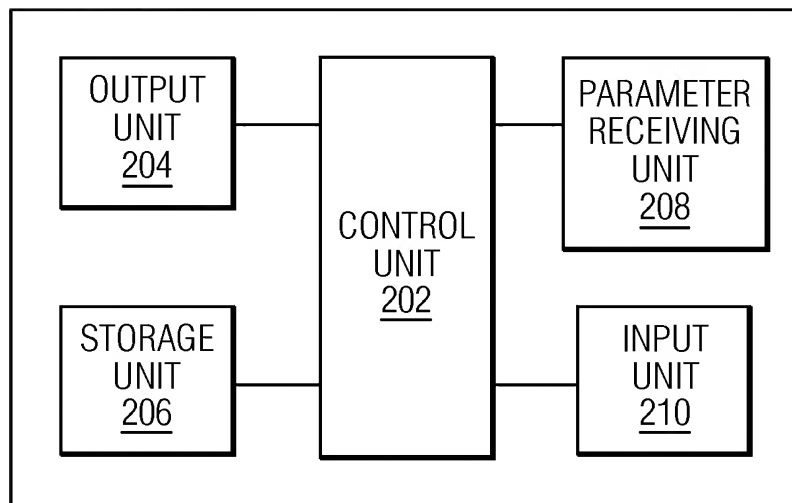 OUTPUT
UNIT
204
PARAMETER
RECEIVING
UNIT
208
CONTROL
UNIT
202
STORAGE
UNIT
206
INPUT
UNIT
210